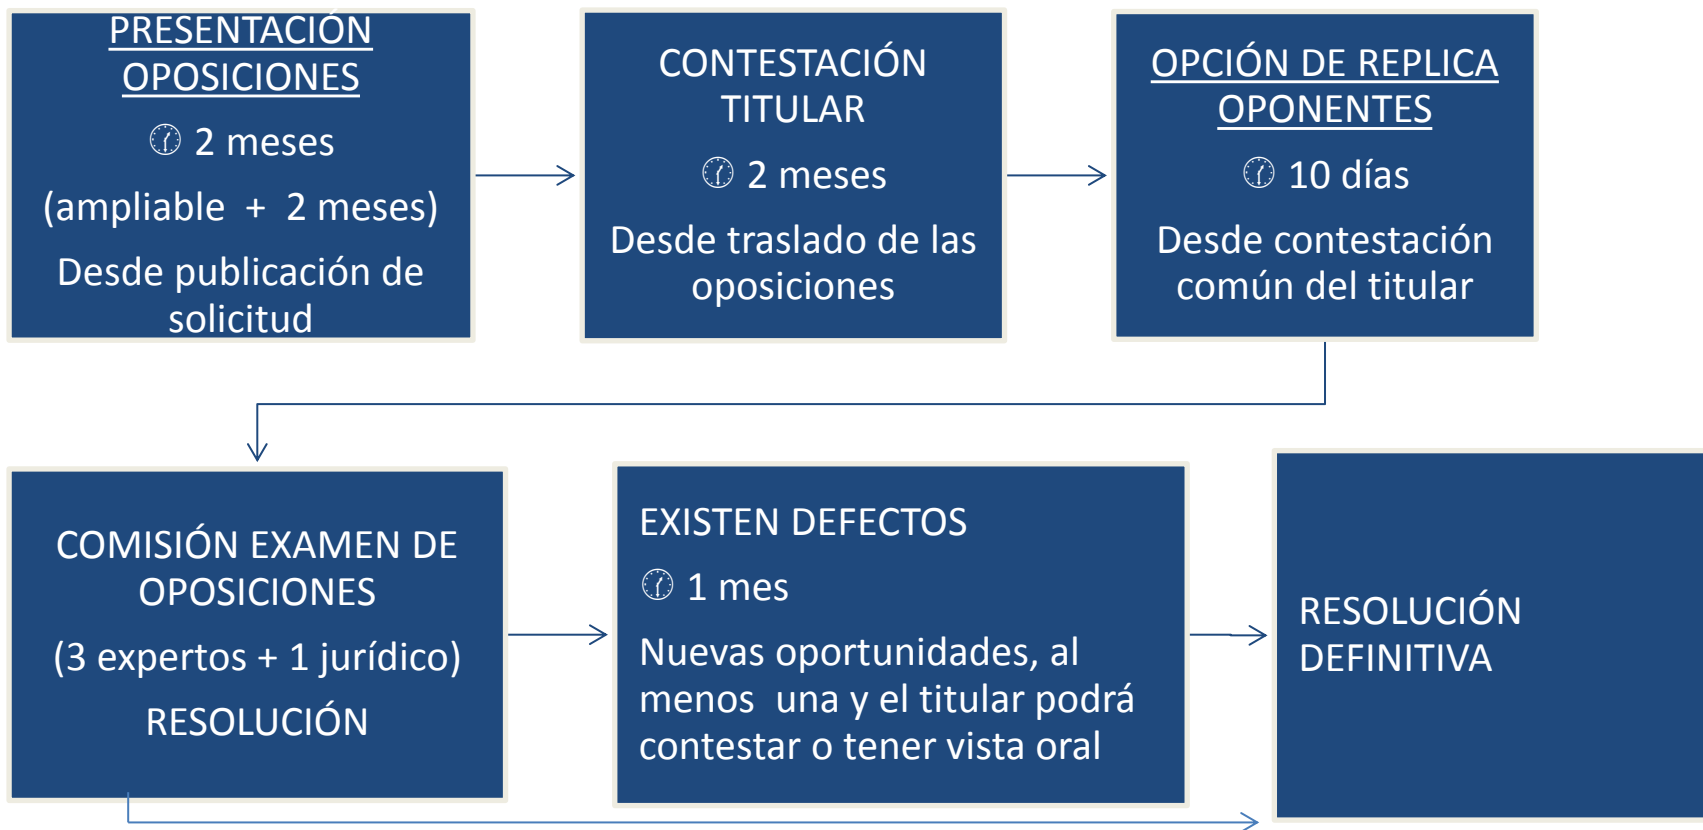 PRESENTACIÓN
OPOSICIONES
🕐 2 meses
(ampliable + 2 meses)
Desde publicación de
solicitud
CONTESTACIÓN
TITULAR
🕐 2 meses
Desde traslado de las
oposiciones
OPCIÓN DE REPLICA
OPONENTES
🕐 10 días
Desde contestación
común del titular
COMISIÓN EXAMEN DE
OPOSICIONES
(3 expertos + 1 jurídico)
RESOLUCIÓN
EXISTEN DEFECTOS
🕐 1 mes
Nuevas oportunidades, al
menos una y el titular podrá
contestar o tener vista oral
RESOLUCIÓN
DEFINITIVA